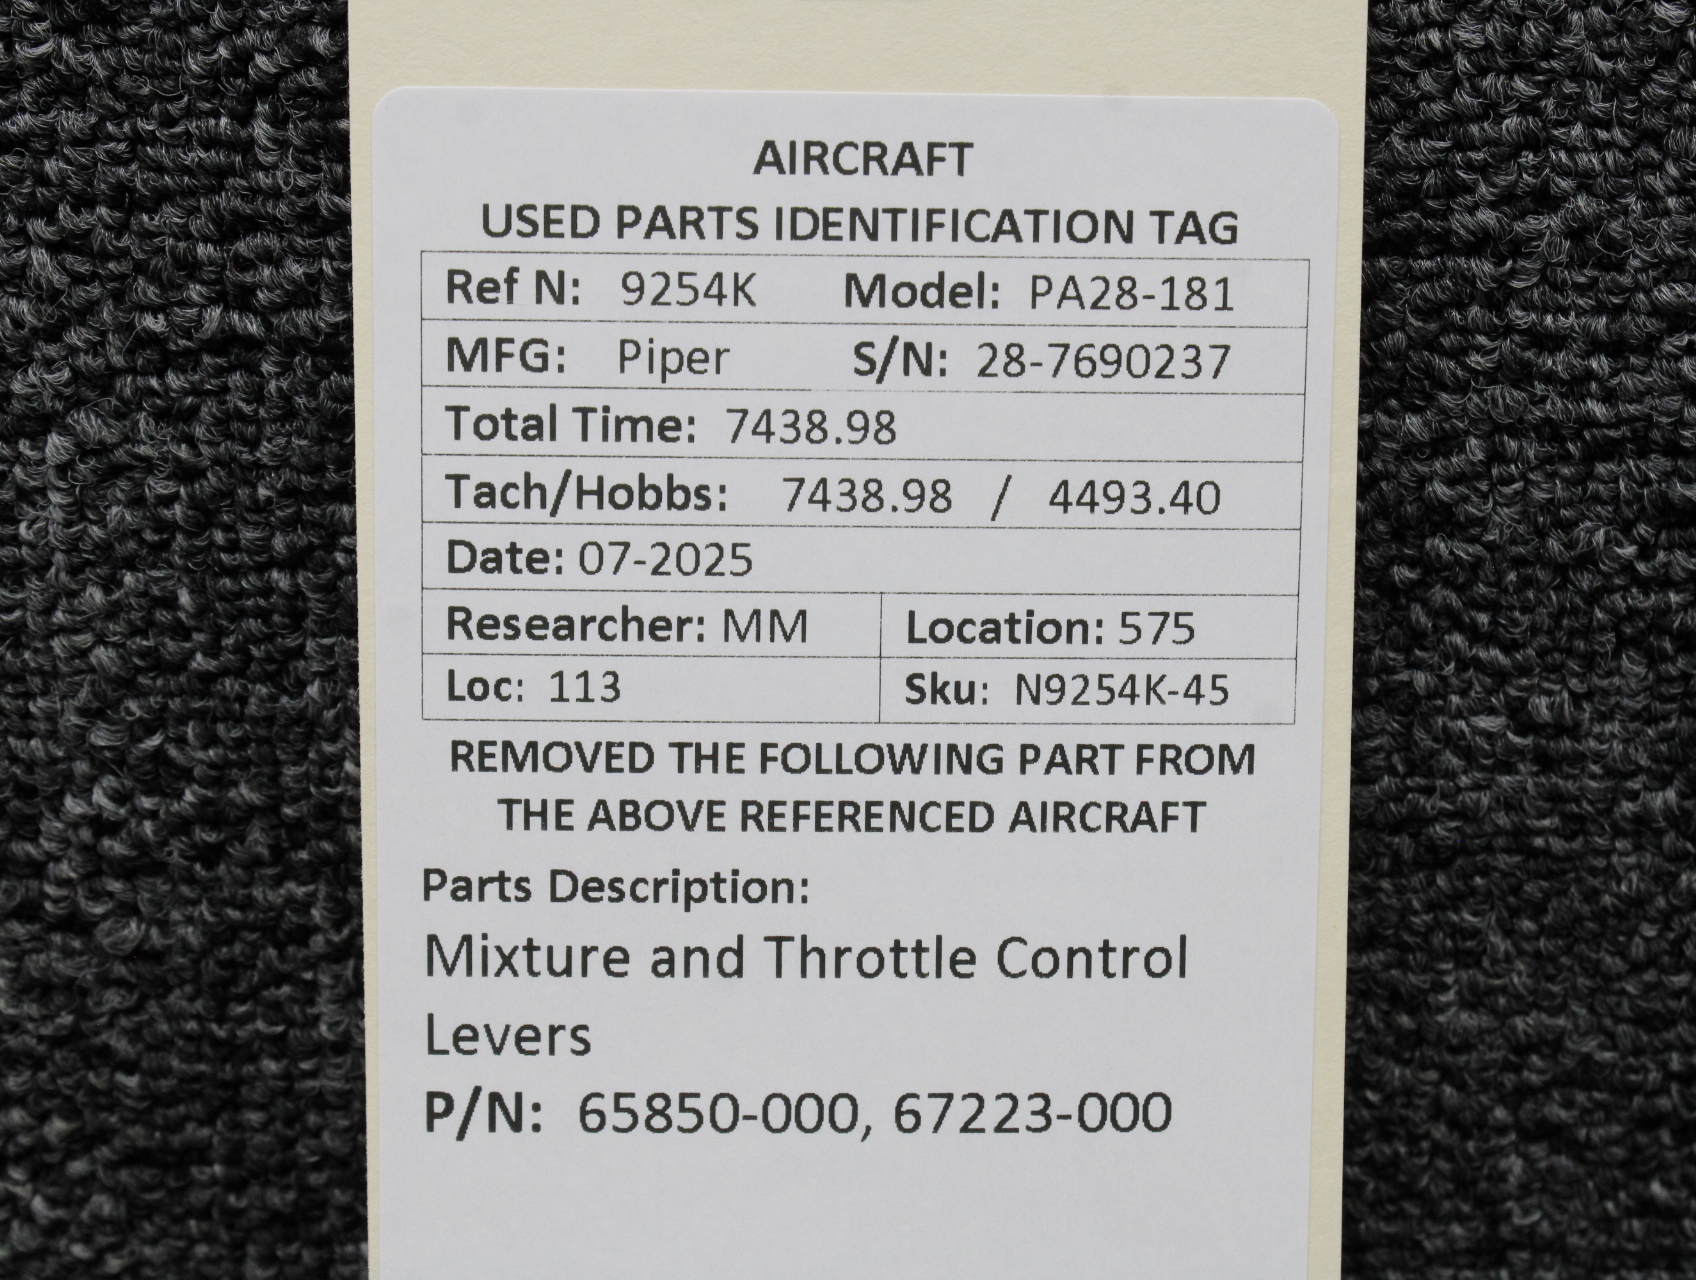 AIRCRAFT
USED PARTS IDENTIFICATION TAG
Ref N: 9254K Model: PA28-181
MFG: Piper S/N: 28-7690237
Total Time: 7438.98
Tach/Hobbs: 7438.98 / 4493.40
Date: 07-2025
Researcher: MM Location: 575
Loc: 113 Sku: N9254K-45
REMOVED THE FOLLOWING PART FROM
THE ABOVE REFERENCED AIRCRAFT
Parts Description:
Mixture and Throttle Control
Levers
P/N: 65850-000, 67223-000